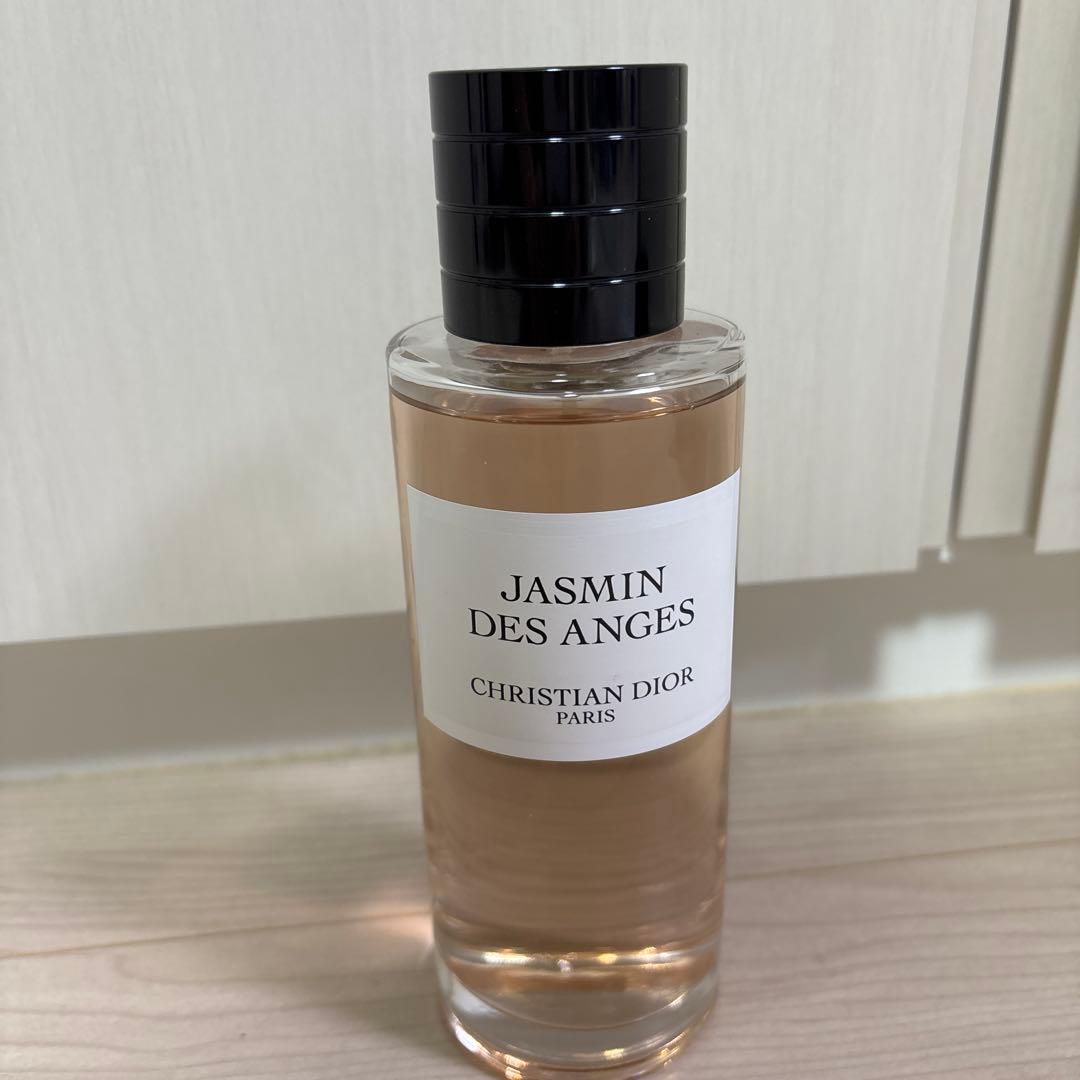 JASMIN
DES ANGES
CHRISTIAN DIOR
PARIS